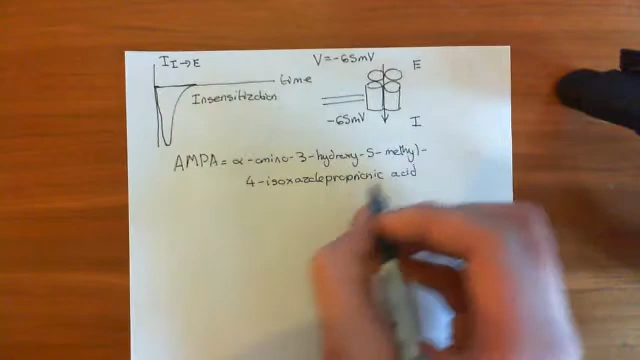 I I→E
V=-65mV
E
time
Insensitization
-65mV
I
AMPA = α-amino-3-hydroxy-5-methyl-
4-isoxazolepropionic acid